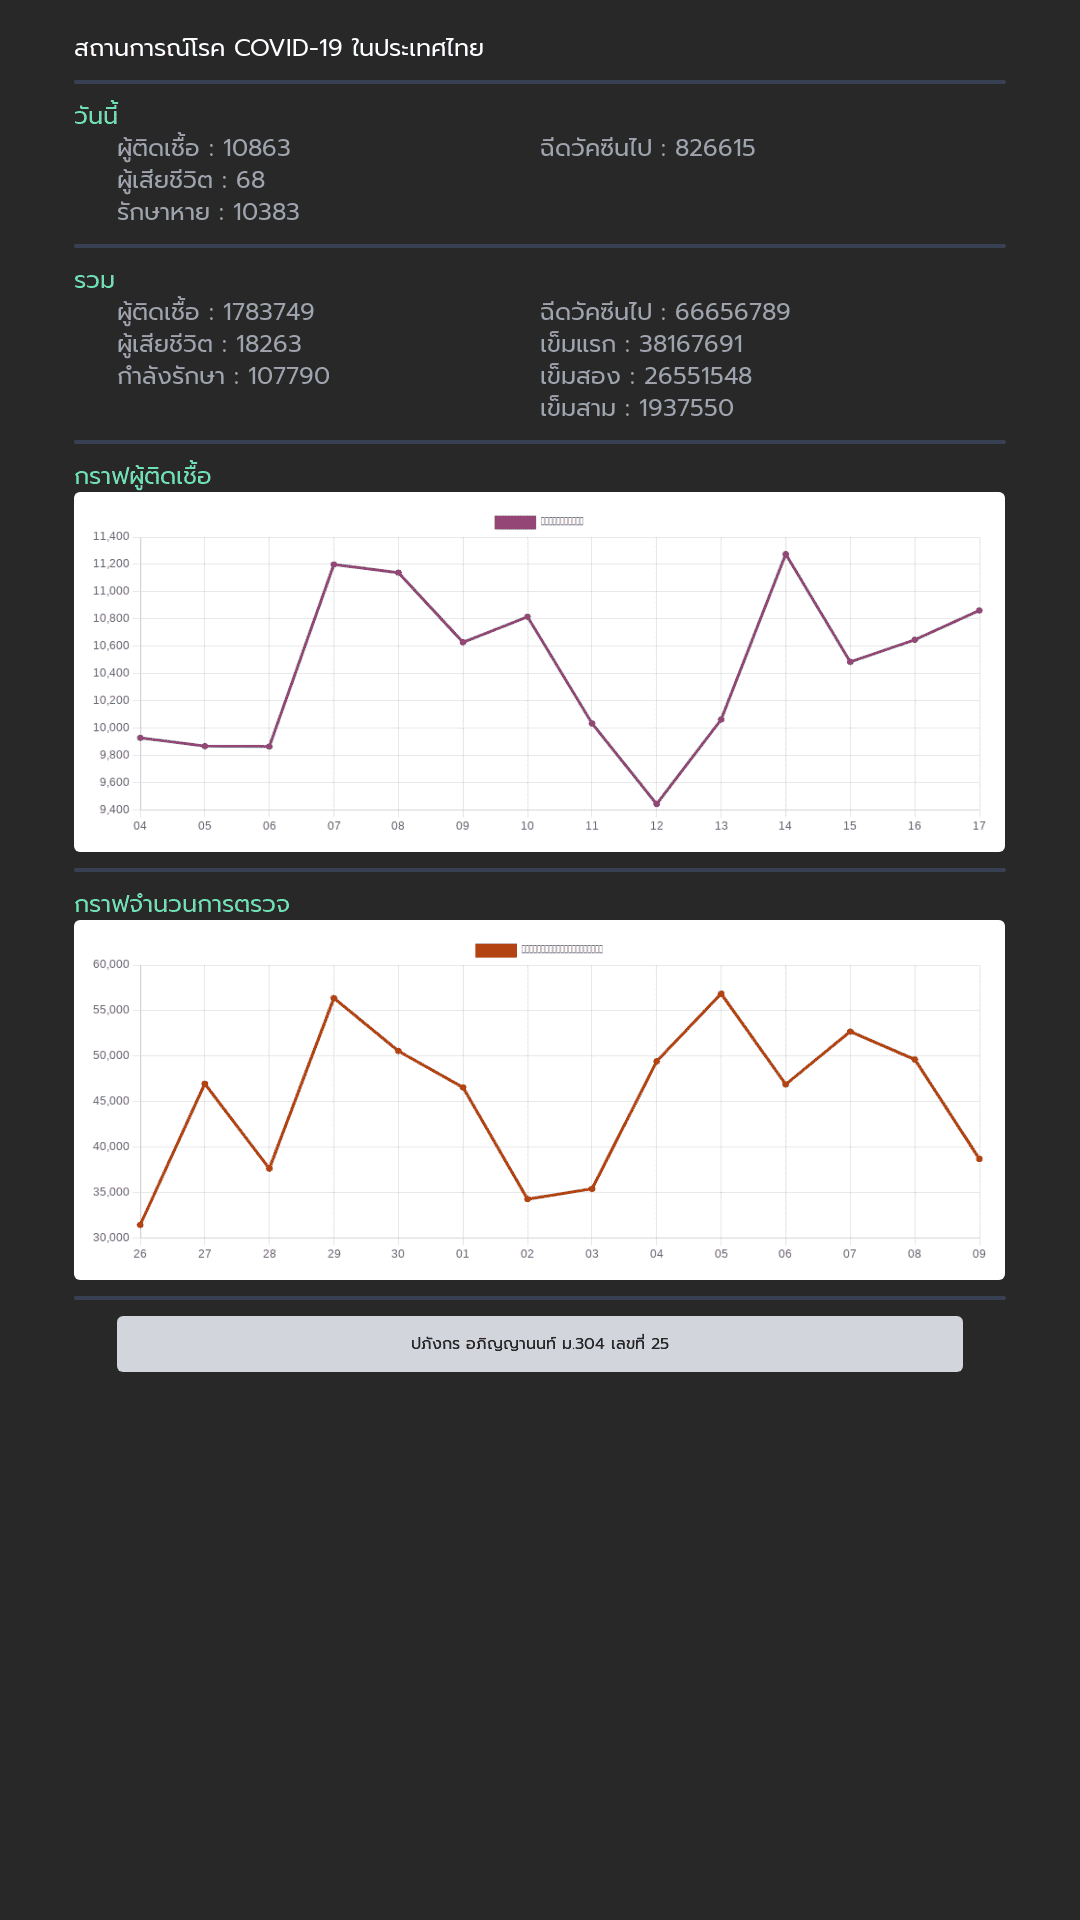 สถานการณ์โรค COVID-19 ในประเทศไทย
วันนี้
ผู้ติดเชื้อ : 10863
ผู้เสียชีวิต : 68
รักษาหาย : 10383
ฉีดวัคซีนไป : 826615
รวม
ผู้ติดเชื้อ : 1783749
ผู้เสียชีวิต : 18263
กำลังรักษา : 107790
ฉีดวัคซีนไป : 66656789
เข็มแรก : 38167691
เข็มสอง : 26551548
เข็มสาม : 1937550
กราฟผู้ติดเชื้อ
11,400
11,200
11,000
10,800
10,600
10,400
10,200
10,000
9,800
9,600
9,400
04 05 06 07 08 09 10 11 12 13 14 15 16 17
กราฟจำนวนการตรวจ
60,000
55,000
50,000
45,000
40,000
35,000
30,000
26 27 28 29 30 01 02 03 04 05 06 07 08 09
ปภังกร อภิญญานนท์ ม.304 เลขที่ 25